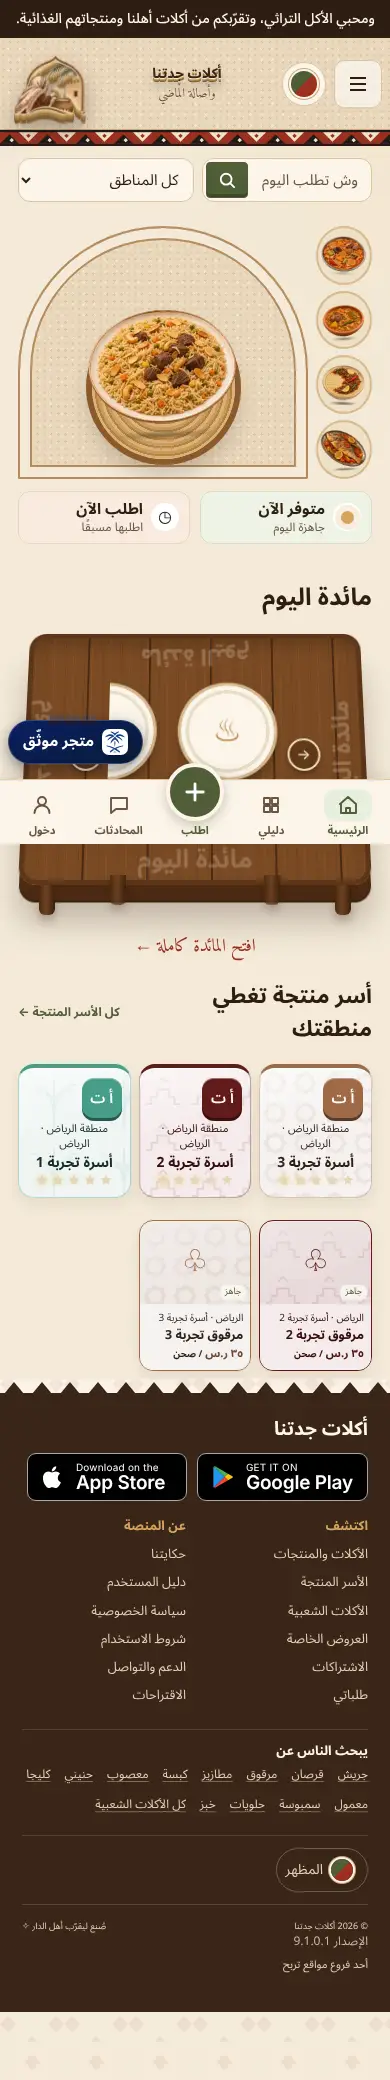 ومحبي الأكل التراثي، ونقرّبكم من أكلات أهلنا ومنتجاتهم الغذائية.
أكلات جدتنا
وأصالة الماضي
وش تطلب اليوم
كل المناطق
متوفر الآن
جاهزة اليوم
اطلب الآن
اطلبها مسبقًا
مائدة اليوم
مائدة اليوم
مائدة اليوم
متجر موثّق
الرئيسية
دليلي
اطلب
المحادثات
دخول
مائدة اليوم
افتح المائدة كاملة ←
أسر منتجة تغطي
منطقتك
كل الأسر المنتجة ←
أ ت
منطقة الرياض ·
الرياض
أسرة تجربة 3
أ ت
منطقة الرياض ·
الرياض
أسرة تجربة 2
أ ت
منطقة الرياض ·
الرياض
أسرة تجربة 1
جاهز
الرياض · أسرة تجربة 2
مرقوق تجربة 2
٣٥ ر.س / صحن
جاهز
الرياض · أسرة تجربة 3
مرقوق تجربة 3
٣٥ ر.س / صحن
أكلات جدتنا
GET IT ON
Google Play
Download on the
App Store
اكتشف
الأكلات والمنتجات
الأسر المنتجة
الأكلات الشعبية
العروض الخاصة
الاشتراكات
طلباتي
عن المنصة
حكايتنا
دليل المستخدم
سياسة الخصوصية
شروط الاستخدام
الدعم والتواصل
الاقتراحات
يبحث الناس عن
جريش قرصان مرقوق مطازيز كبسة معصوب حنيني كليجا
معمول سمبوسة حلويات خبز كل الأكلات الشعبية
المظهر
© 2026 أكلات جدتنا
صُنع ليقرّب أهل الدار ✧
الإصدار 9.1.0.1
أحد فروع مواقع تربح